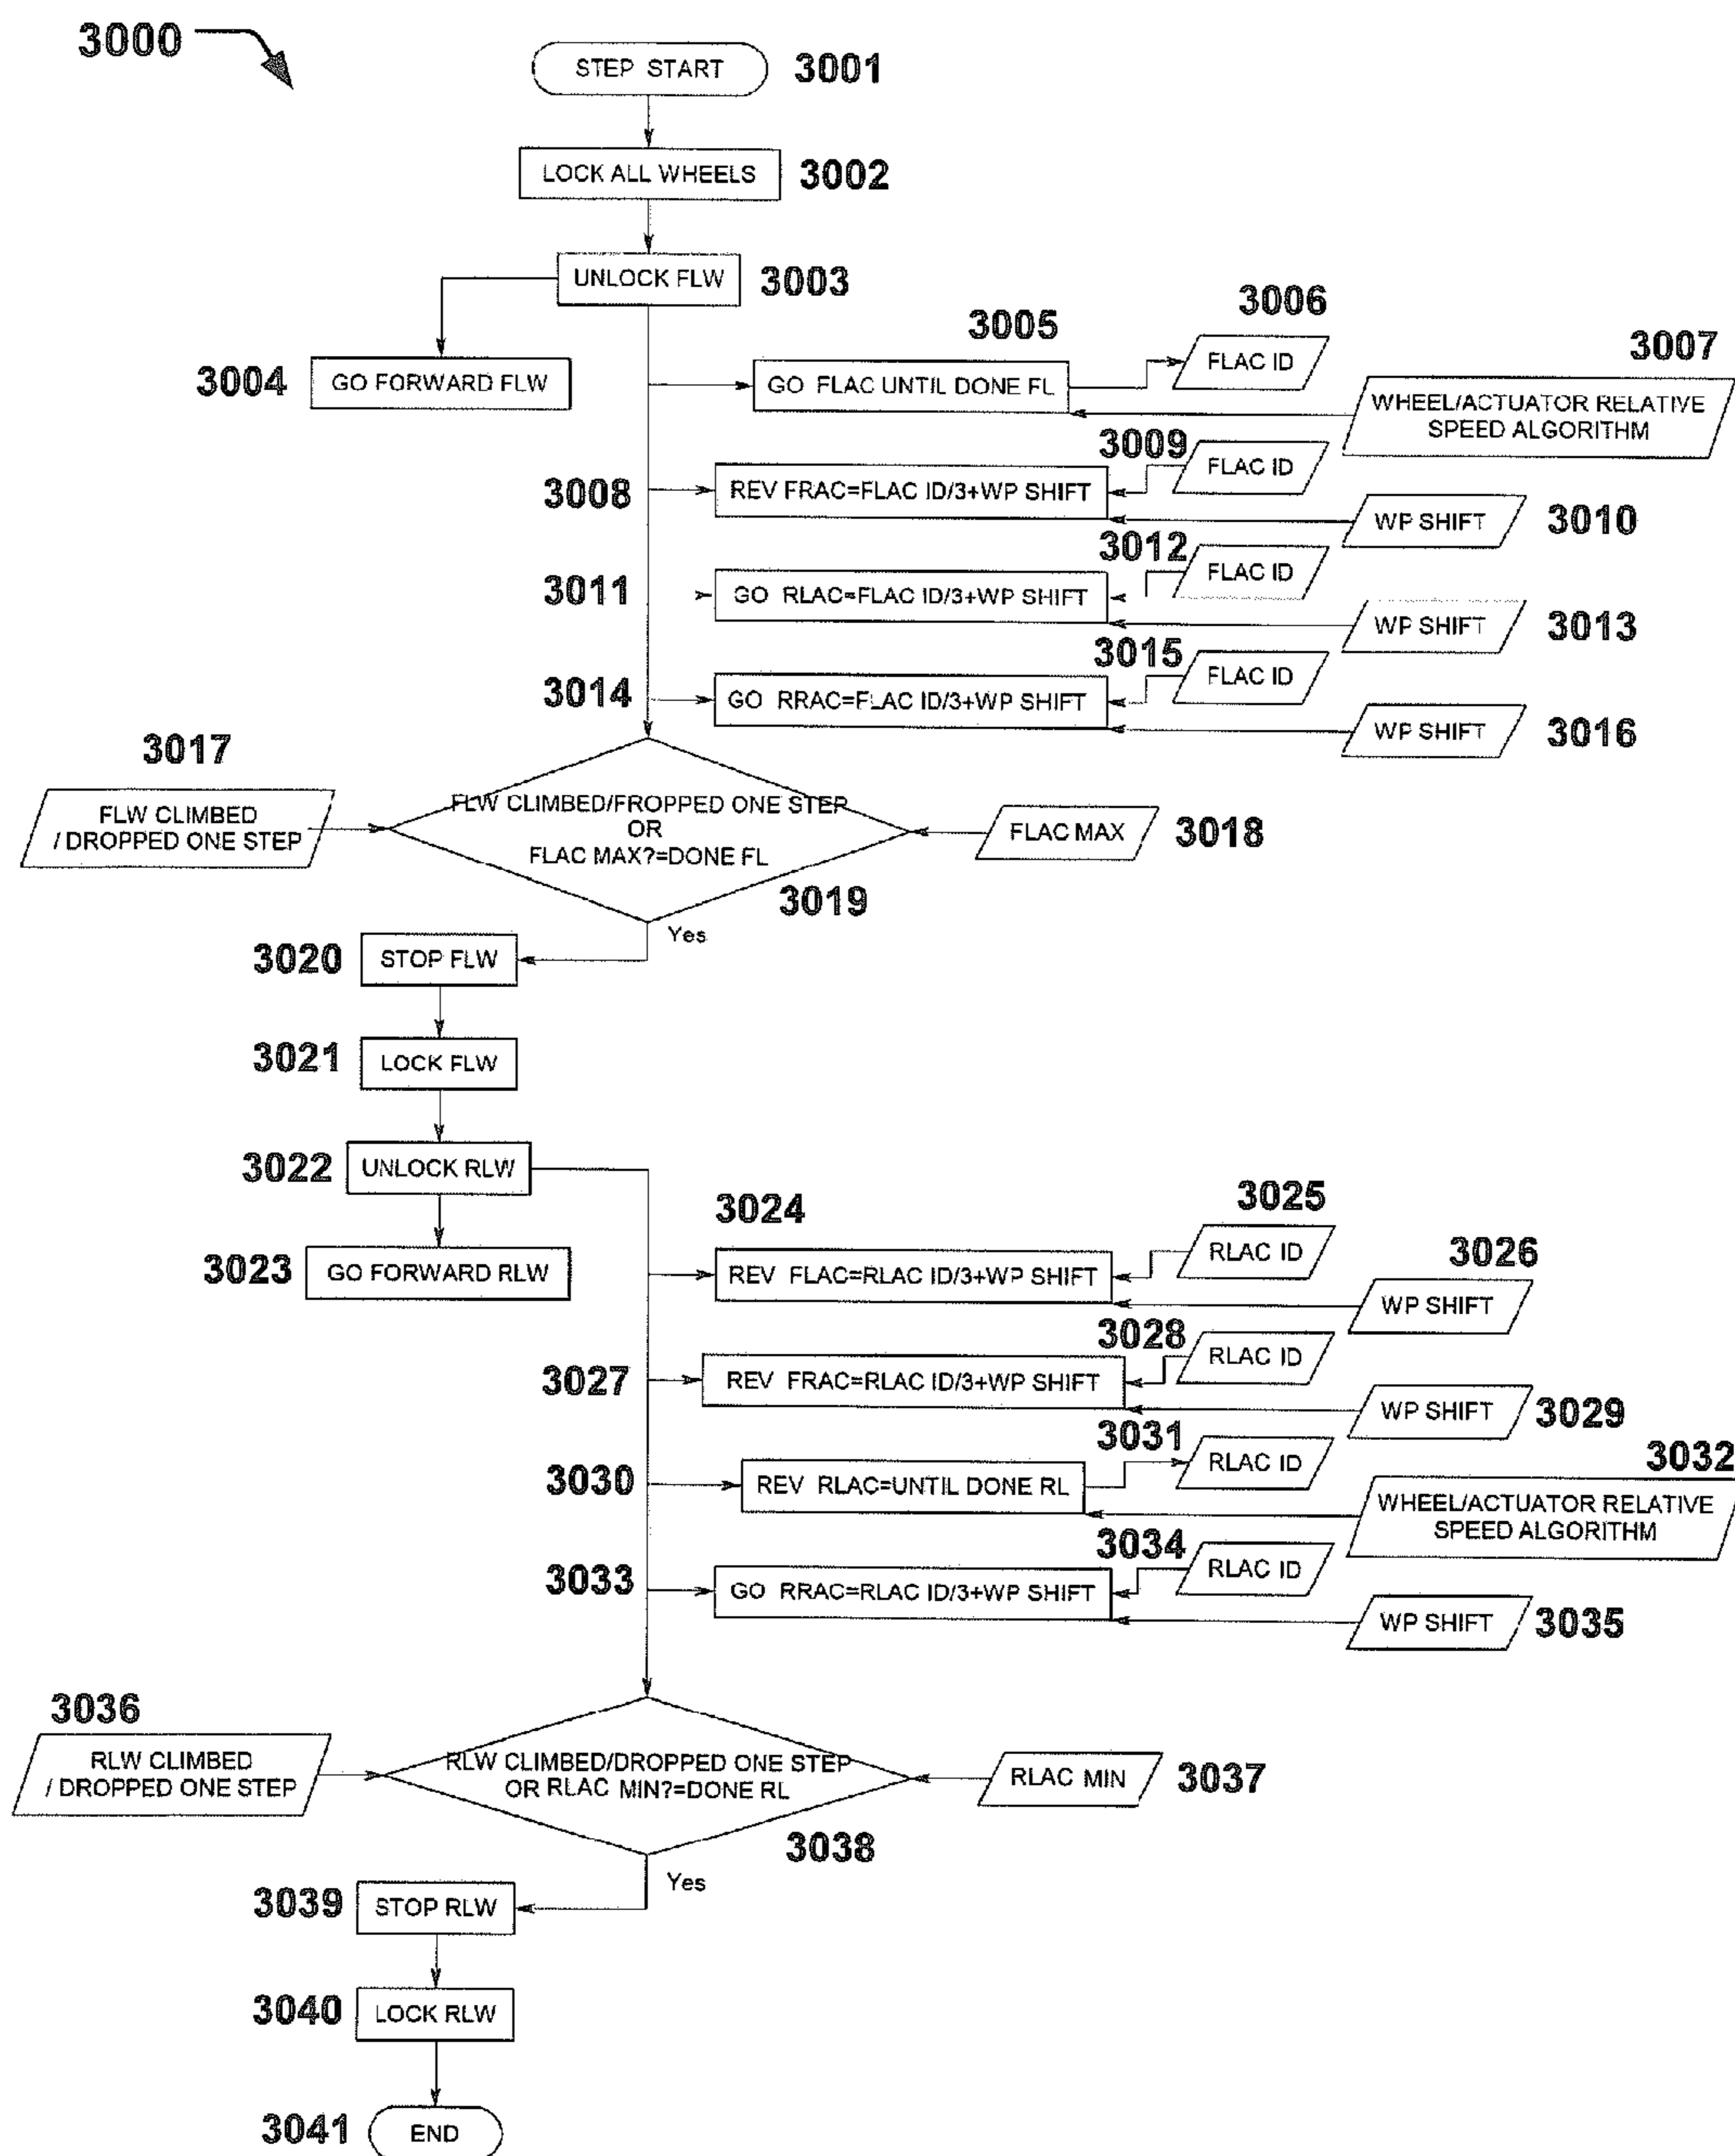 3000
STEP START 3001
LOCK ALL WHEELS 3002
UNLOCK FLW 3003
3004 GO FORWARD FLW
3005
GO FLAC UNTIL DONE FL
3006
FLAC ID
3007
WHEEL/ACTUATOR RELATIVE
SPEED ALGORITHM
3008 REV FRAC=FLAC ID/3+WP SHIFT
3009 FLAC ID
WP SHIFT 3010
3011 GO RLAC=FLAC ID/3+WP SHIFT
3012 FLAC ID
WP SHIFT 3013
3014 GO RRAC=FLAC ID/3+WP SHIFT
3015 FLAC ID
WP SHIFT 3016
3017
FLW CLIMBED
/ DROPPED ONE STEP
FLW CLIMBED/FROPPED ONE STEP
OR
FLAC MAX?=DONE FL
FLAC MAX 3018
3019
Yes
3020 STOP FLW
3021 LOCK FLW
3022 UNLOCK RLW
3023 GO FORWARD RLW
3024
REV FLAC=RLAC ID/3+WP SHIFT
3025
RLAC ID
3026
WP SHIFT
3027 REV FRAC=RLAC ID/3+WP SHIFT
3028 RLAC ID
WP SHIFT 3029
3030 REV RLAC=UNTIL DONE RL
3031 RLAC ID
3032
WHEEL/ACTUATOR RELATIVE
SPEED ALGORITHM
3033 GO RRAC=RLAC ID/3+WP SHIFT
3034 RLAC ID
WP SHIFT 3035
3036
RLW CLIMBED
/ DROPPED ONE STEP
RLW CLIMBED/DROPPED ONE STEP
OR RLAC MIN?=DONE RL
RLAC MIN 3037
3038
Yes
3039 STOP RLW
3040 LOCK RLW
3041 END